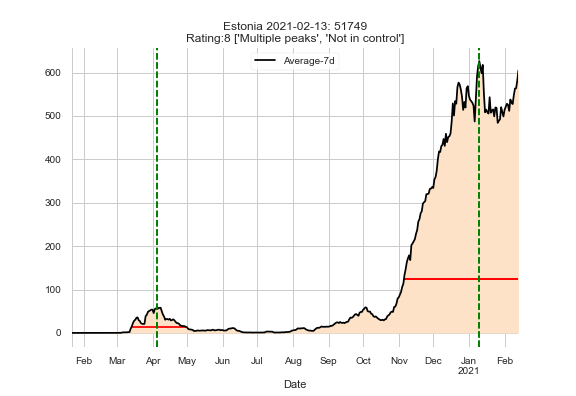 Estonia 2021-02-13: 51749
Rating:8 ['Multiple peaks', 'Not in control']
Average-7d
600
500
400
300
200
100
0
Feb Mar Apr May Jun Jul Aug Sep Oct Nov Dec Jan Feb
2021
Date